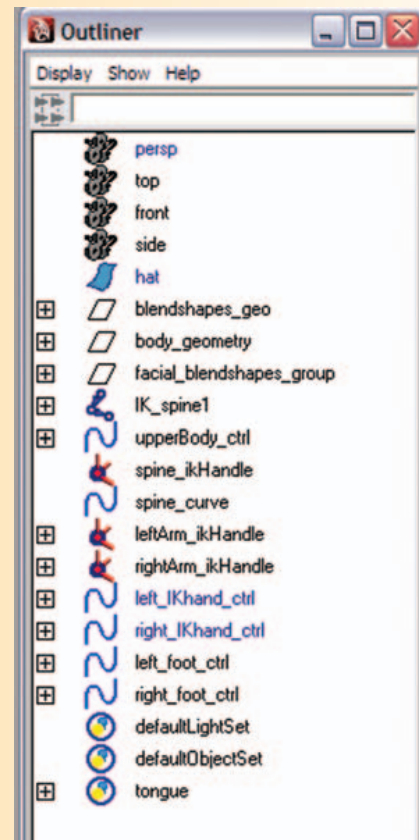 Outliner
Display Show Help
persp
top
front
side
hat
blendshapes_geo
body_geometry
facial_blendshapes_group
IK_spine1
upperBody_ctrl
spine_ikHandle
spine_curve
leftArm_ikHandle
rightArm_ikHandle
left_IKhand_ctrl
right_IKhand_ctrl
left_foot_ctrl
right_foot_ctrl
defaultLightSet
defaultObjectSet
tongue